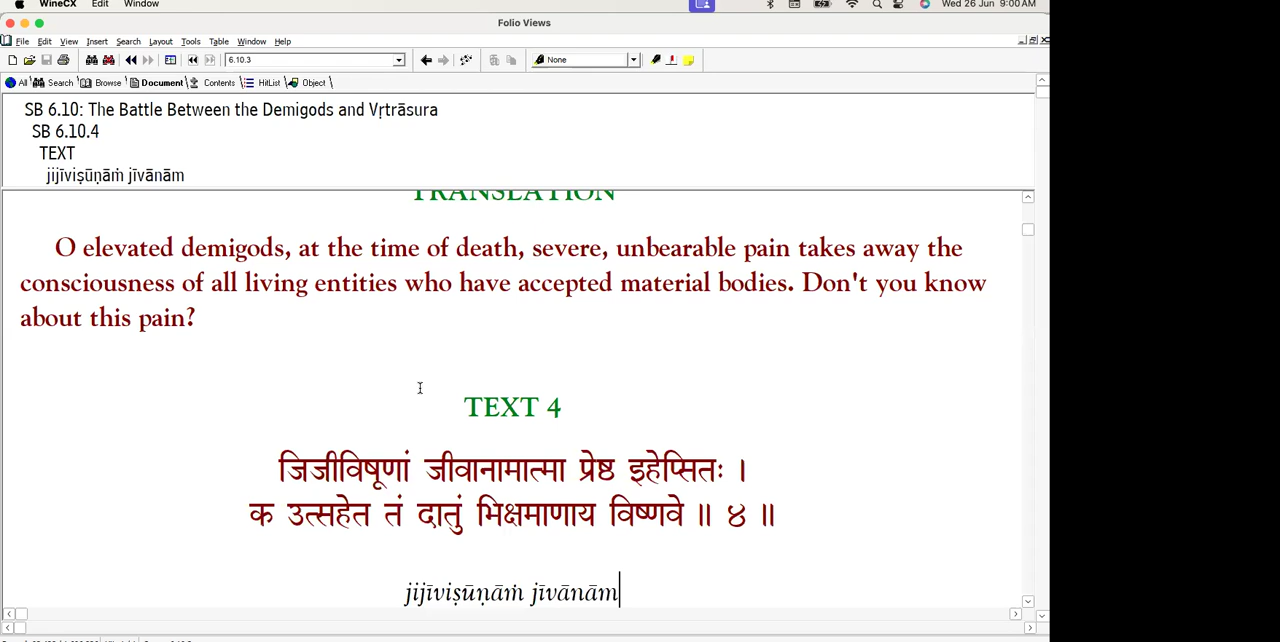 WineCX Edit Window Wed 26 Jun 9:00 AM
Folio Views
File Edit View Insert Search Layout Tools Table Window Help
6.10.3 None
All Search Browse Document Contents HitList Object
SB 6.10: The Battle Between the Demigods and Vṛtrāsura
SB 6.10.4
TEXT
jijīviṣūṇāṁ jīvānām
TRANSLATION
O elevated demigods, at the time of death, severe, unbearable pain takes away the
consciousness of all living entities who have accepted material bodies. Don't you know
about this pain?
TEXT 4
जिजीविषूणां जीवानामात्मा प्रेष्ठ इहेप्सितः ।
क उत्सहेत तं दातुं भिक्षमाणाय विष्णवे ॥ ४ ॥
jijīviṣūṇāṁ jīvānām